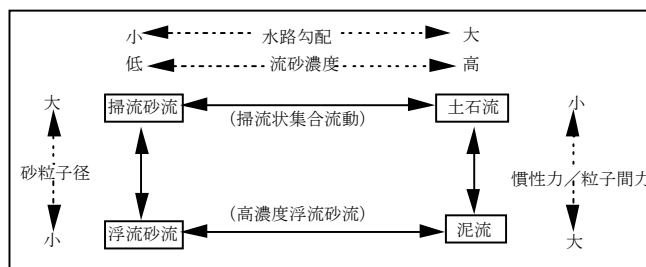 小 水路勾配 大
低 流砂濃度 高
大 掃流砂流 土石流 小
(掃流状集合流動)
砂粒子径 慣性力/粒子間力
(高濃度浮流砂流)
小 浮流砂流 泥流 大